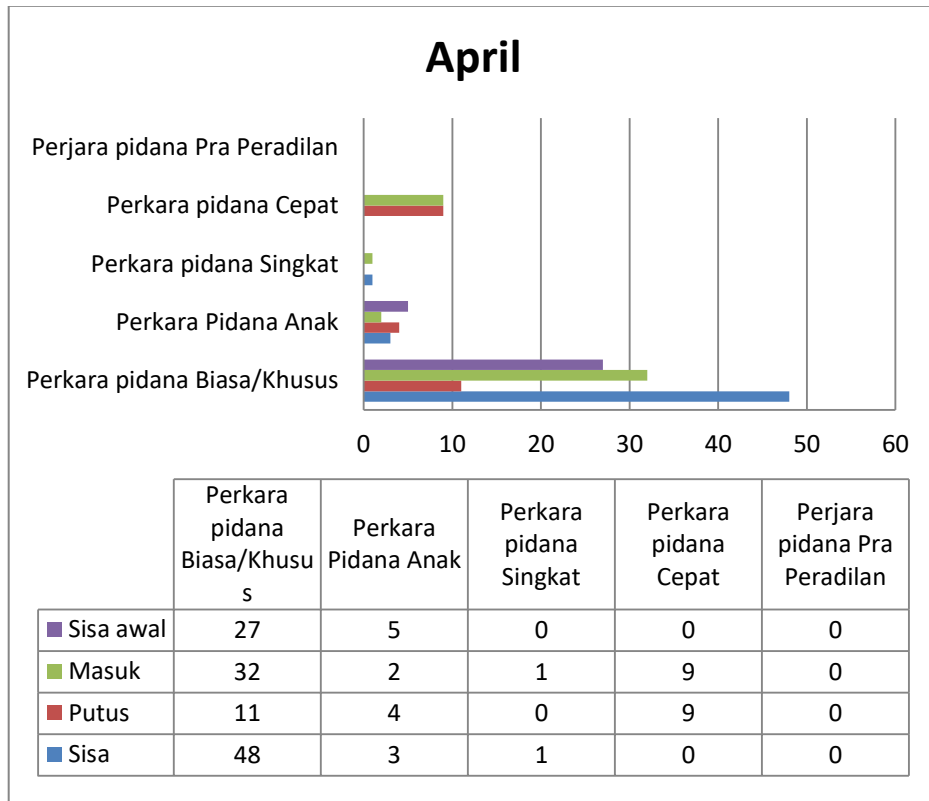 April
Perjara pidana Pra Peradilan
Perkara pidana Cepat
Perkara pidana Singkat
Perkara Pidana Anak
Perkara pidana Biasa/Khusus
0 10 20 30 40 50 60
Perkara
pidana
Biasa/Khusu
s
Perkara
Pidana Anak
Perkara
pidana
Singkat
Perkara
pidana
Cepat
Perjara
pidana Pra
Peradilan
Sisa awal 27 5 0 0 0
Masuk 32 2 1 9 0
Putus 11 4 0 9 0
Sisa 48 3 1 0 0